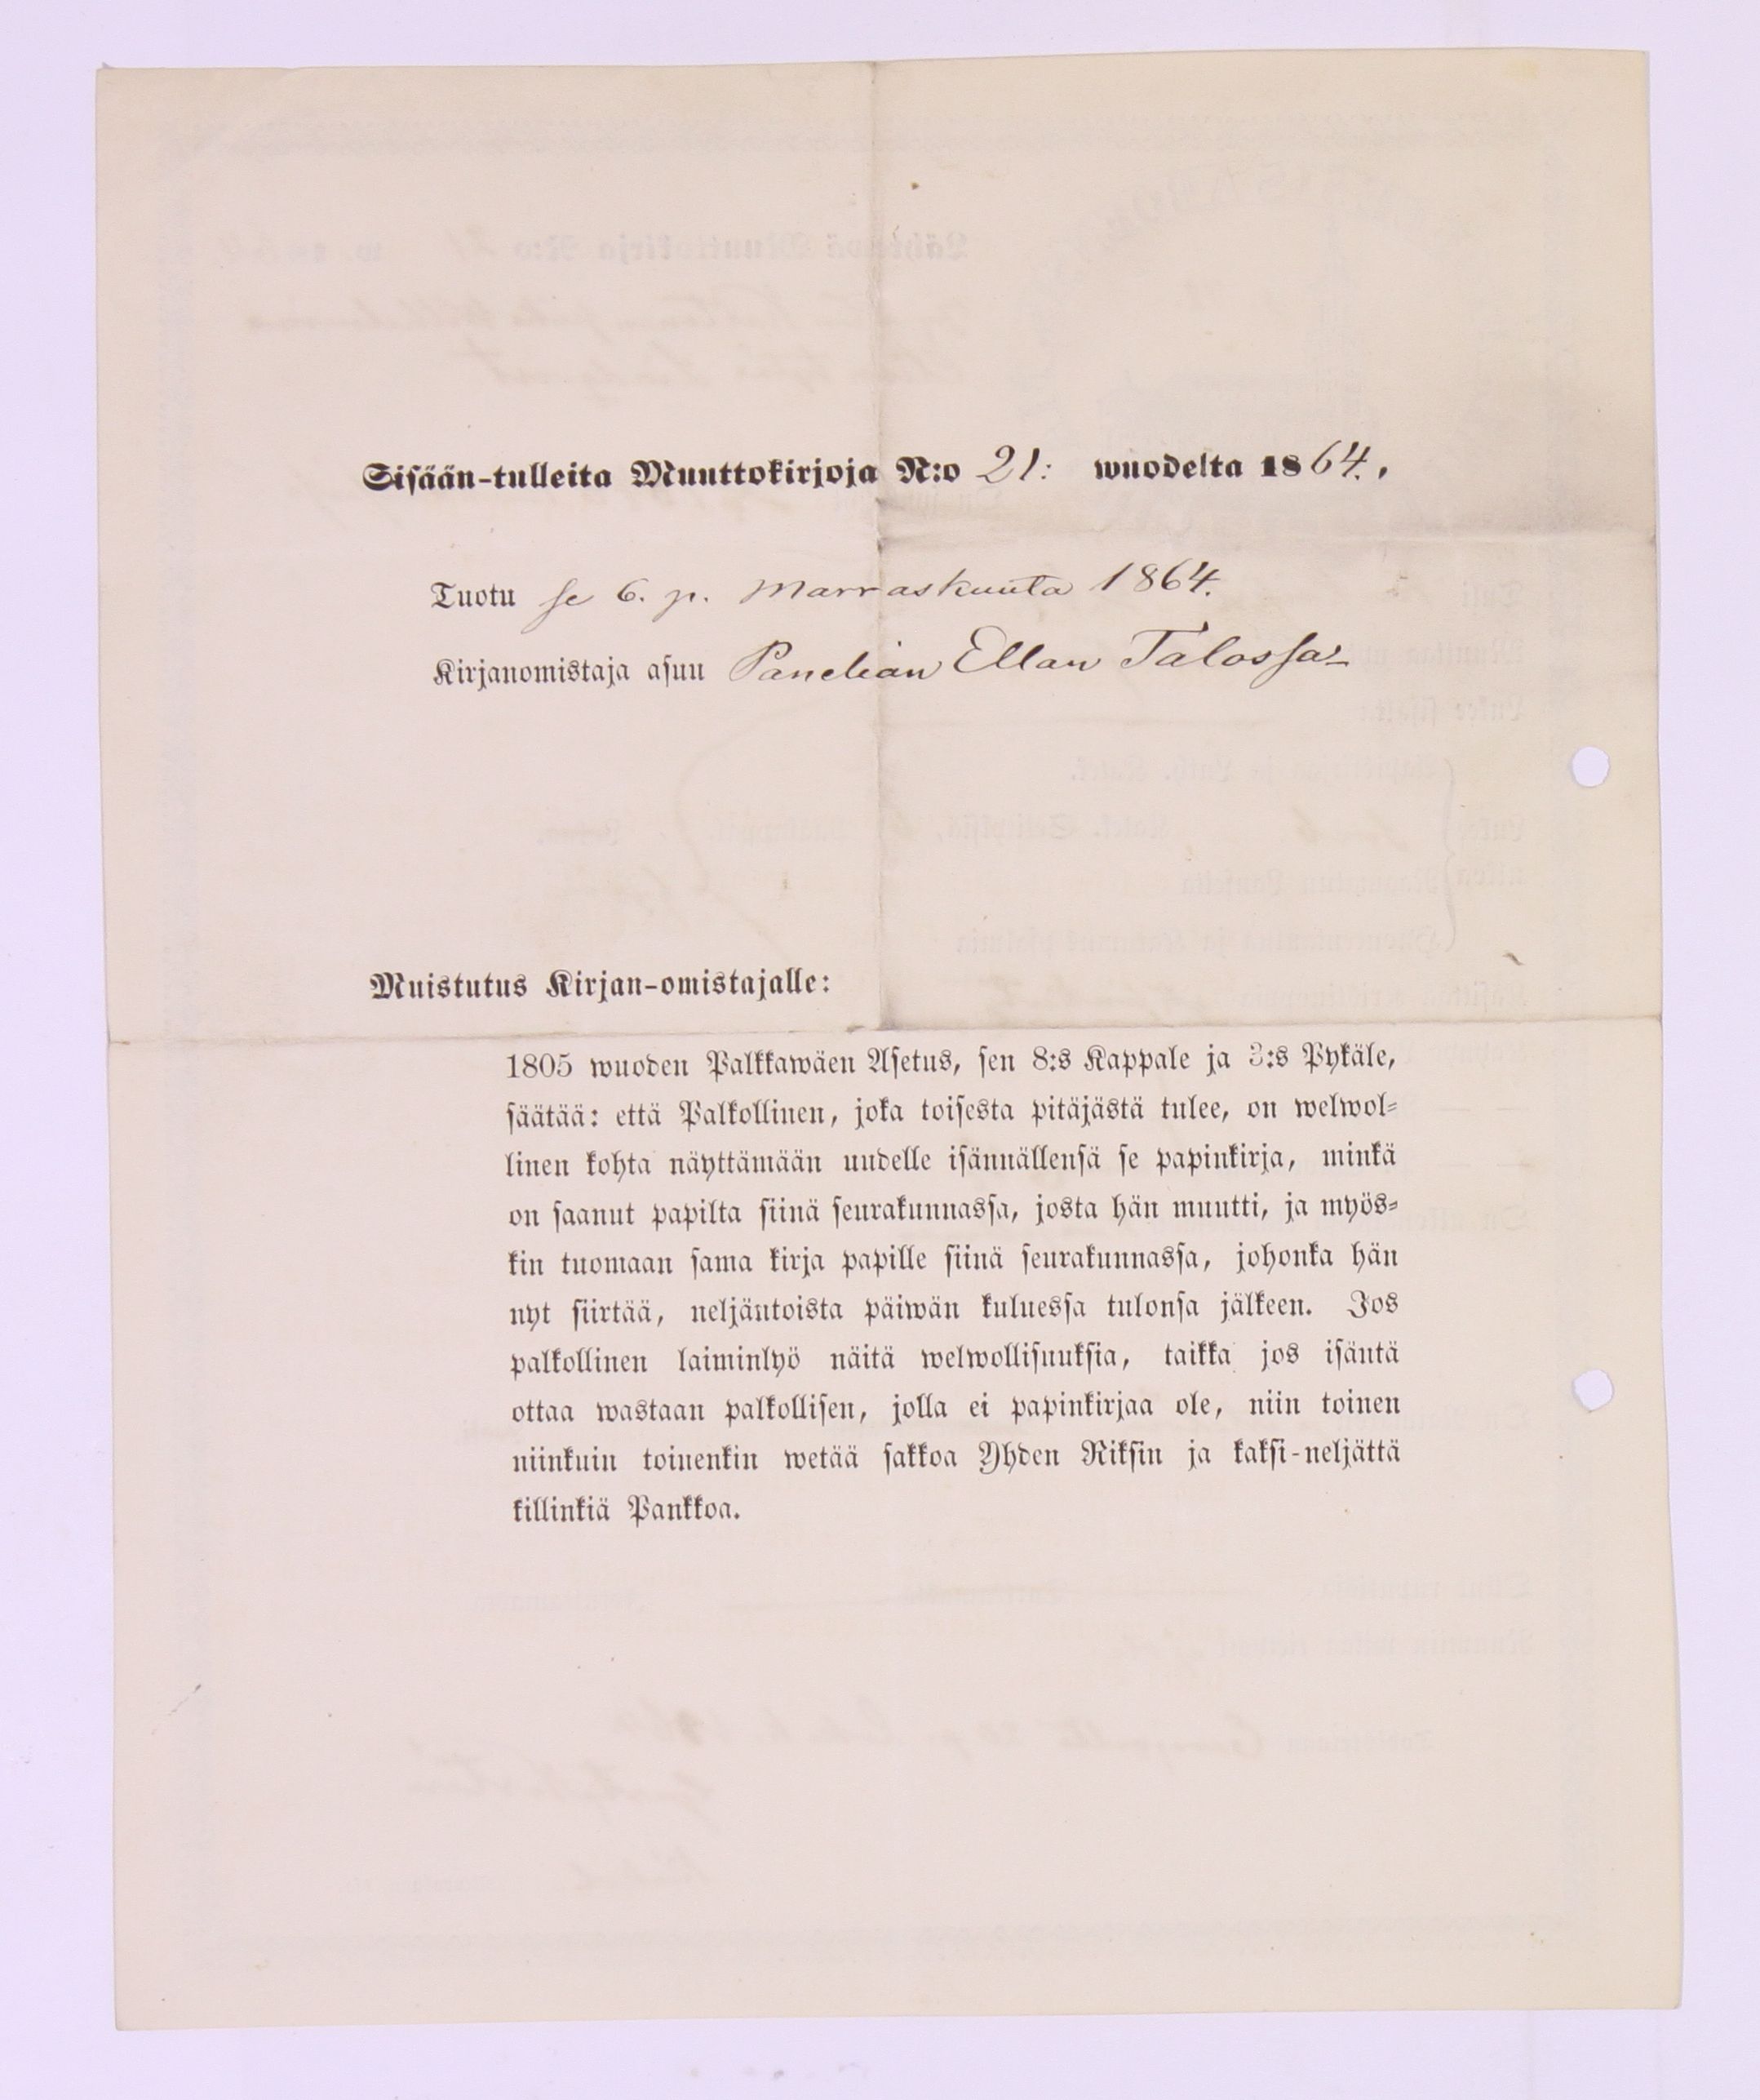 Sisään-tulleita Muuttokirjoja N:o 21: wuodelta 1864.,
Tuotu se 6. p. Marraskuuta 1864.
Kirjanomistaja asuu Panelian Ellan Talossa
Muistutus Kirjan-omistajalle:
1805 wuoden Palkkawäen Asetus, sen 8:s Kappale ja 3:s Pykäle,
säätää: että Palkollinen, joka toisesta pitäjästä tulee, on welwol-
linen kohta näyttämään uudelle isännällensä se papinkirja, minkä
on saanut papilta siinä seurakunnassa, josta hän muutti, ja myös-
kin tuomaan sama kirja papille siinä seurakunnassa, johonka hän
nyt siirtää, neljäntoista päiwän kuluessa tulonsa jälkeen. Jos
palkollinen laiminlyö näitä welwollisuuksia, taikka jos isäntä
ottaa wastaan palkollisen, jolla ei papinkirjaa ole, niin toinen
niinkuin toinenkin wetää sakkoa Yhden Riksin ja kaksi-neljättä
killinkiä Pankkoa.